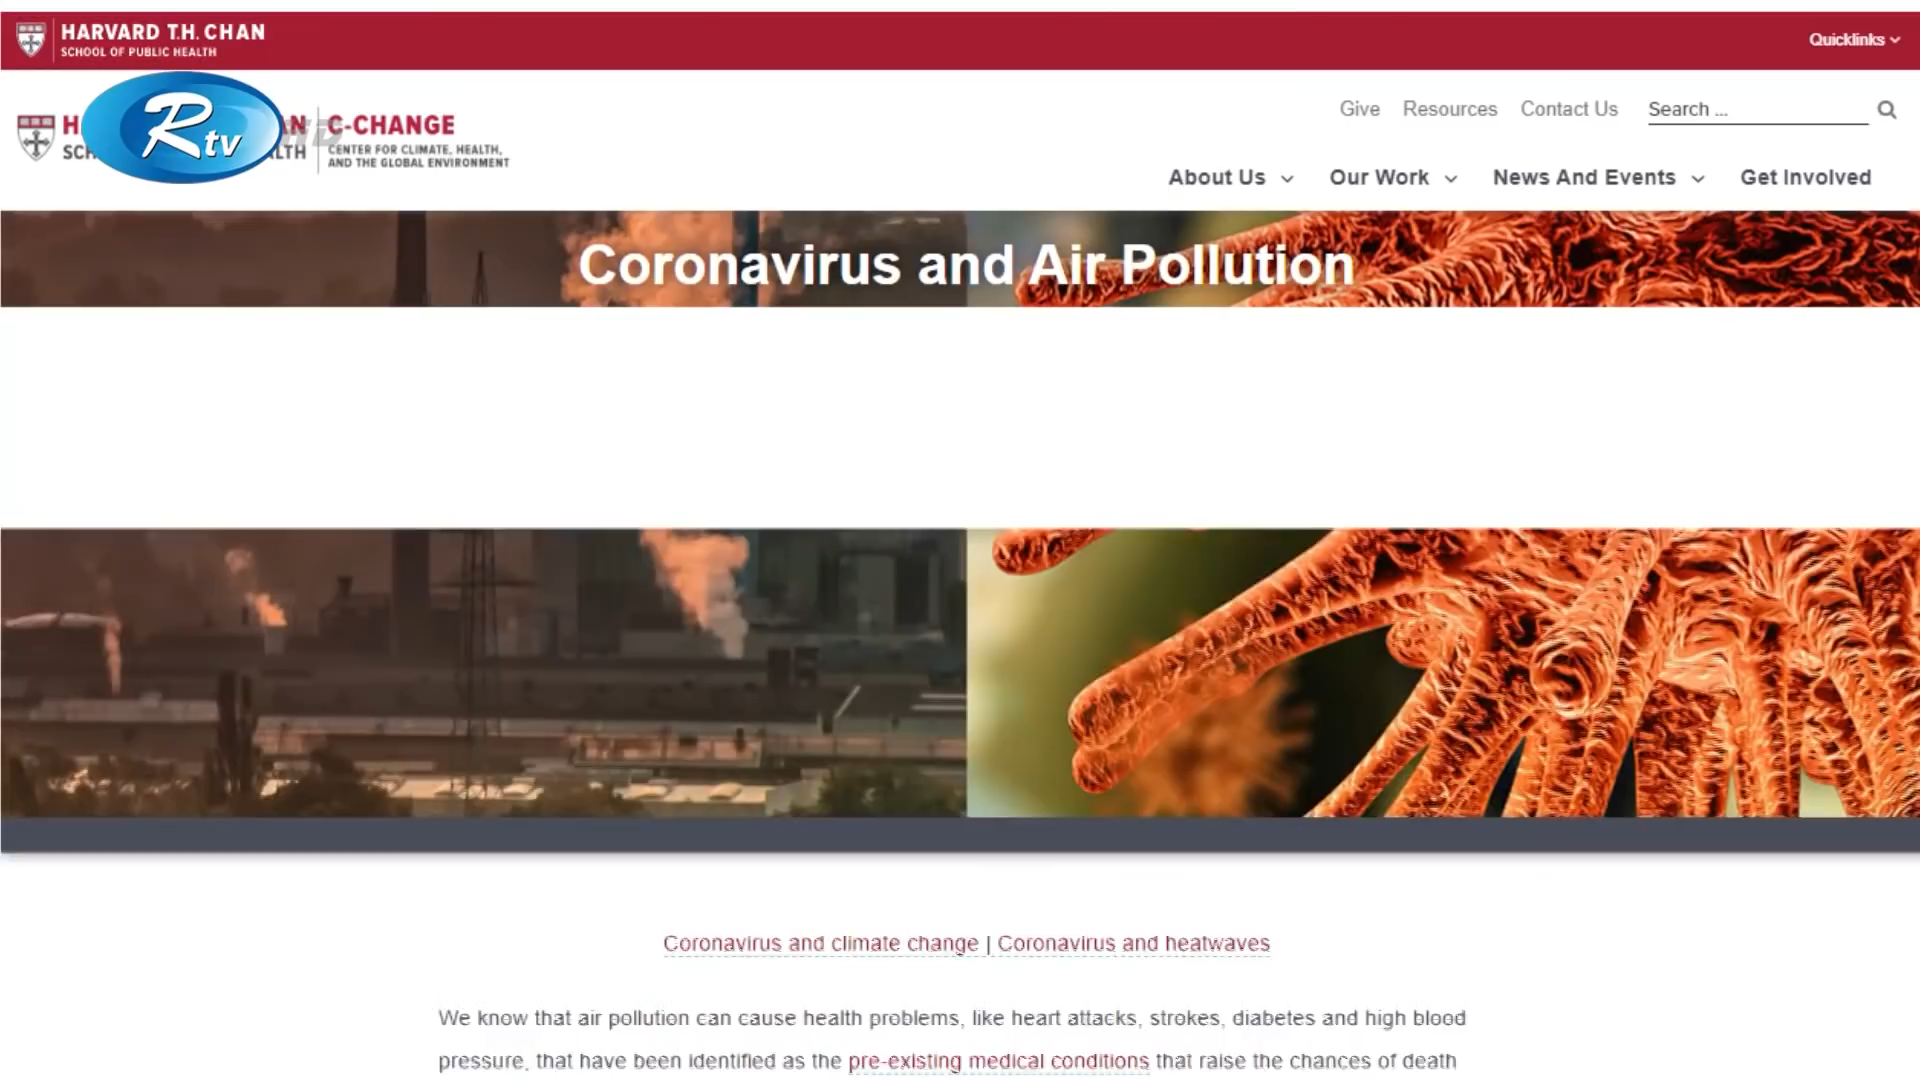 HARVARD T.H. CHAN
SCHOOL OF PUBLIC HEALTH
Quicklinks
Rtv
C-CHANGE
CENTER FOR CLIMATE, HEALTH,
AND THE GLOBAL ENVIRONMENT
Give Resources Contact Us Search ...
About Us Our Work News And Events Get Involved
Coronavirus and Air Pollution
Coronavirus and climate change | Coronavirus and heatwaves
We know that air pollution can cause health problems, like heart attacks, strokes, diabetes and high blood
pressure, that have been identified as the pre-existing medical conditions that raise the chances of death